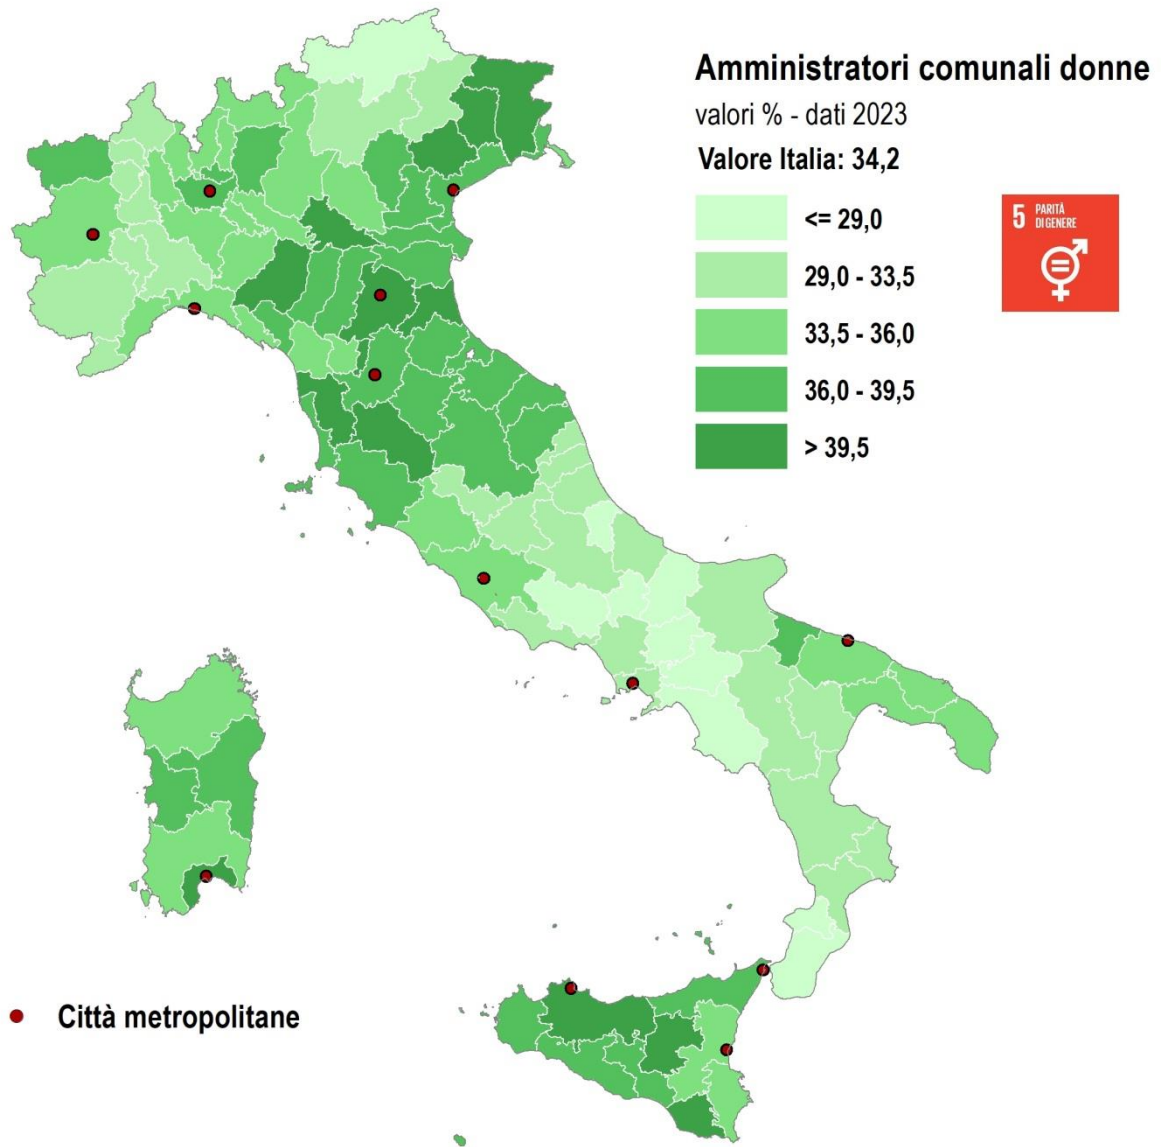 Amministratori comunali donne
valori % - dati 2023
Valore Italia: 34,2
<= 29,0
29,0 - 33,5
33,5 - 36,0
36,0 - 39,5
> 39,5
5 PARITÀ
DI GENERE
Città metropolitane